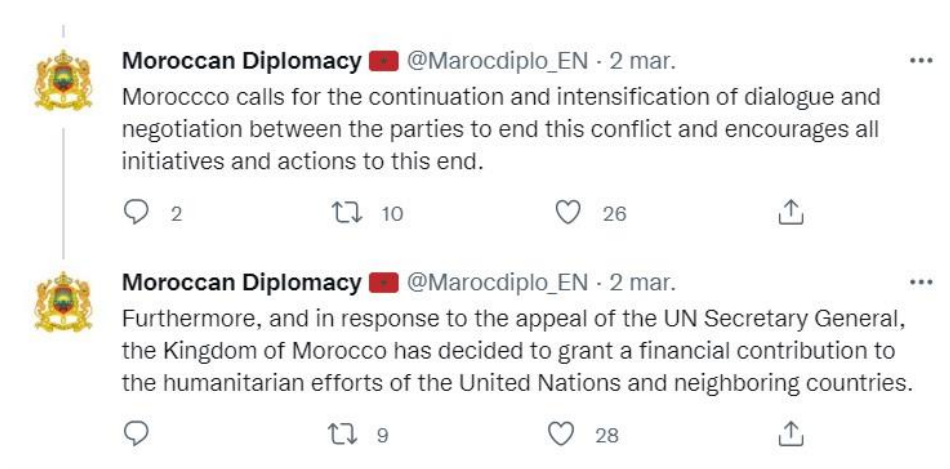 Moroccan Diplomacy @Marocdiplo_EN · 2 mar.
Moroccco calls for the continuation and intensification of dialogue and
negotiation between the parties to end this conflict and encourages all
initiatives and actions to this end.
2 10 26
Moroccan Diplomacy @Marocdiplo_EN · 2 mar.
Furthermore, and in response to the appeal of the UN Secretary General,
the Kingdom of Morocco has decided to grant a financial contribution to
the humanitarian efforts of the United Nations and neighboring countries.
9 28